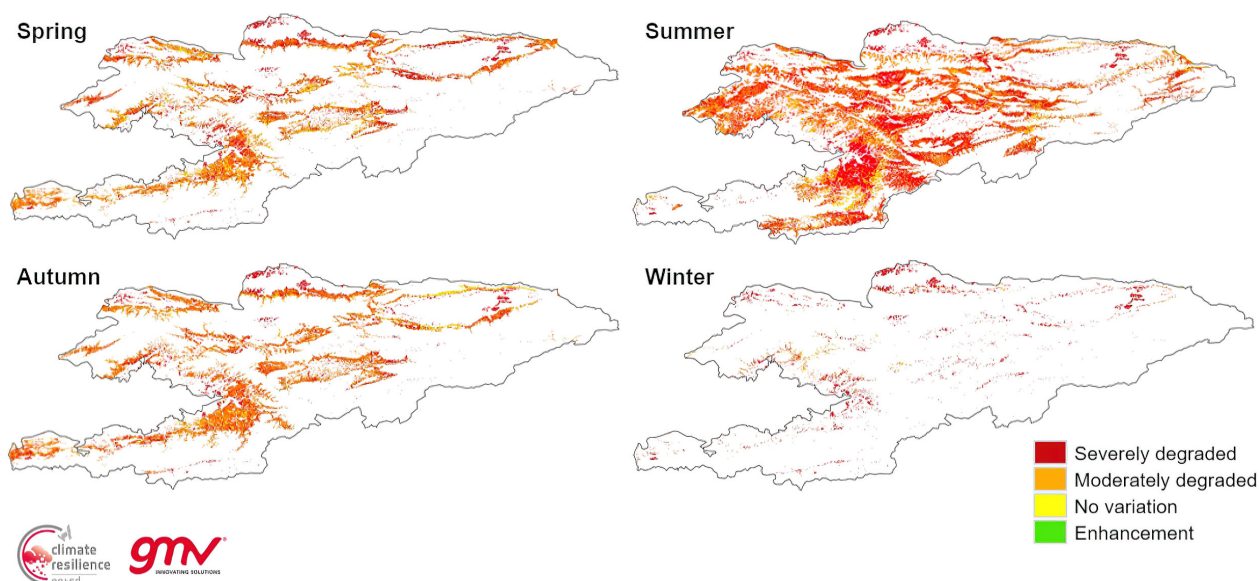 Spring
Summer
Autumn
Winter
Severely degraded
Moderately degraded
No variation
Enhancement
climate
resilience
gmv
INNOVATING SOLUTIONS